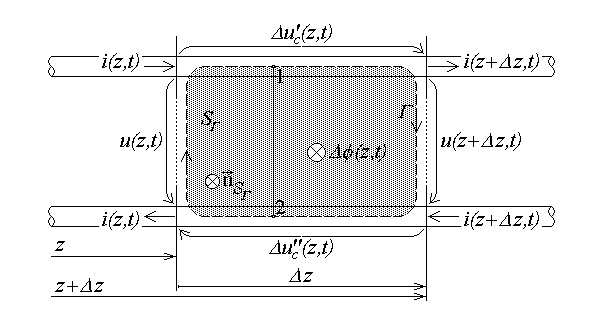 Δu'c(z,t)
i(z,t) i(z+Δz,t)
1
SΓ Γ
u(z,t) Δϕ(z,t) u(z+Δz,t)
n⃗SΓ
2
i(z,t) i(z+Δz,t)
Δu''c(z,t)
z
Δz
z+Δz